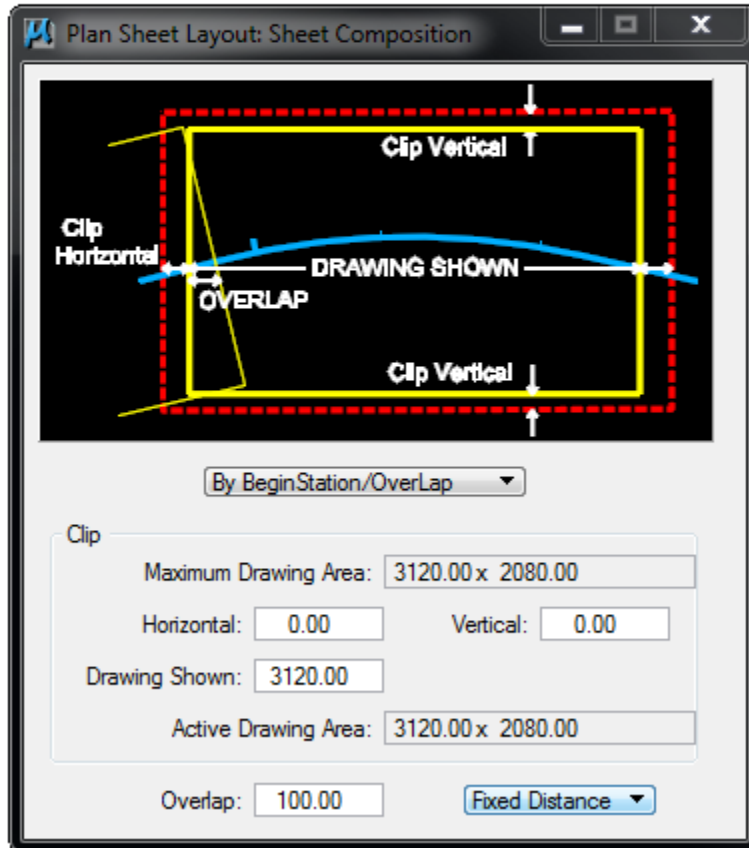 Plan Sheet Layout: Sheet Composition
Clip Vertical
Clip
Horizontal
DRAWING SHOWN
OVERLAP
Clip Vertical
By BeginStation/OverLap
Clip
Maximum Drawing Area: 3120.00 x 2080.00
Horizontal: 0.00 Vertical: 0.00
Drawing Shown: 3120.00
Active Drawing Area: 3120.00 x 2080.00
Overlap: 100.00 Fixed Distance